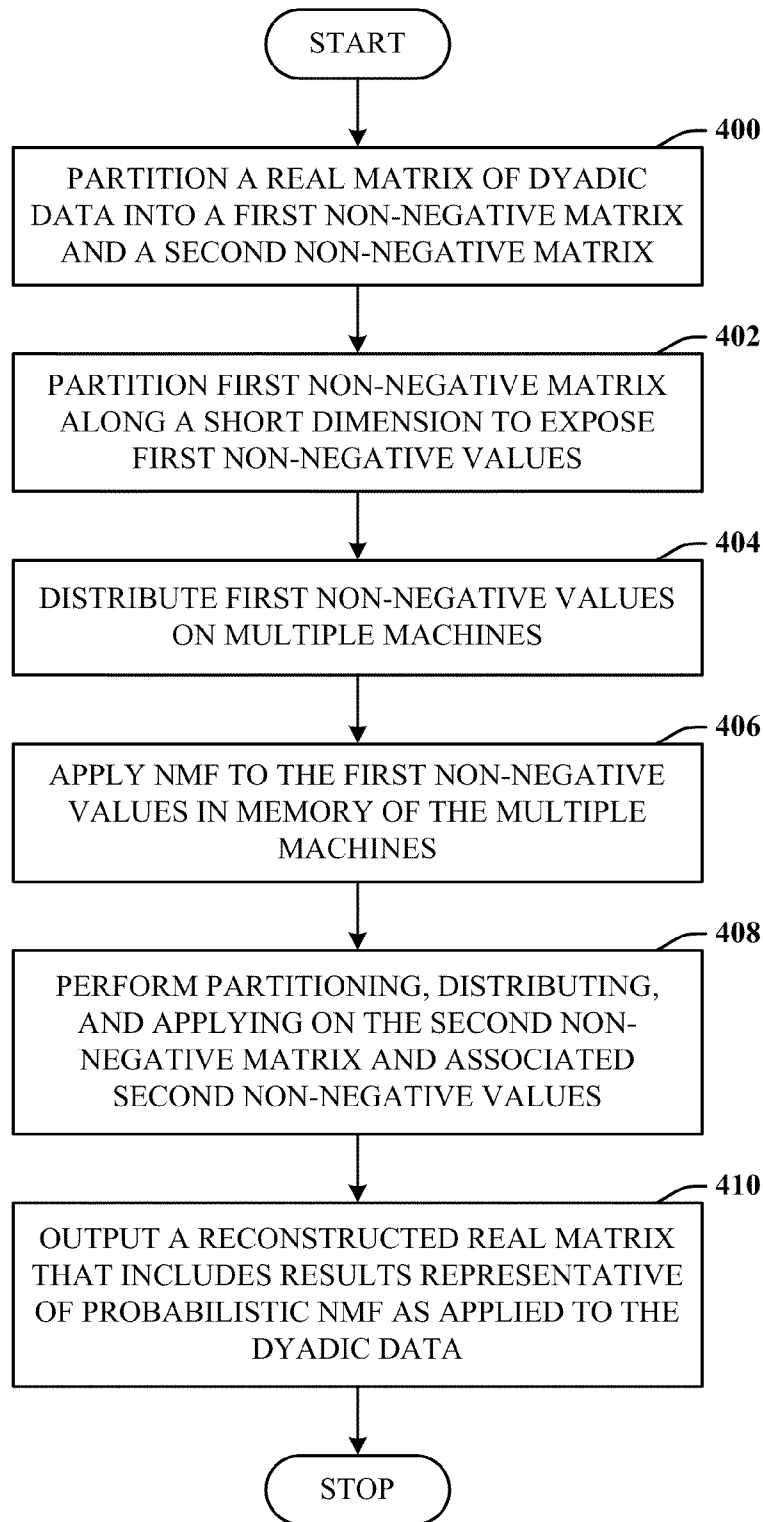 START
400
PARTITION A REAL MATRIX OF DYADIC
DATA INTO A FIRST NON-NEGATIVE MATRIX
AND A SECOND NON-NEGATIVE MATRIX
402
PARTITION FIRST NON-NEGATIVE MATRIX
ALONG A SHORT DIMENSION TO EXPOSE
FIRST NON-NEGATIVE VALUES
404
DISTRIBUTE FIRST NON-NEGATIVE VALUES
ON MULTIPLE MACHINES
406
APPLY NMF TO THE FIRST NON-NEGATIVE
VALUES IN MEMORY OF THE MULTIPLE
MACHINES
408
PERFORM PARTITIONING, DISTRIBUTING,
AND APPLYING ON THE SECOND NON-
NEGATIVE MATRIX AND ASSOCIATED
SECOND NON-NEGATIVE VALUES
410
OUTPUT A RECONSTRUCTED REAL MATRIX
THAT INCLUDES RESULTS REPRESENTATIVE
OF PROBABILISTIC NMF AS APPLIED TO THE
DYADIC DATA
STOP